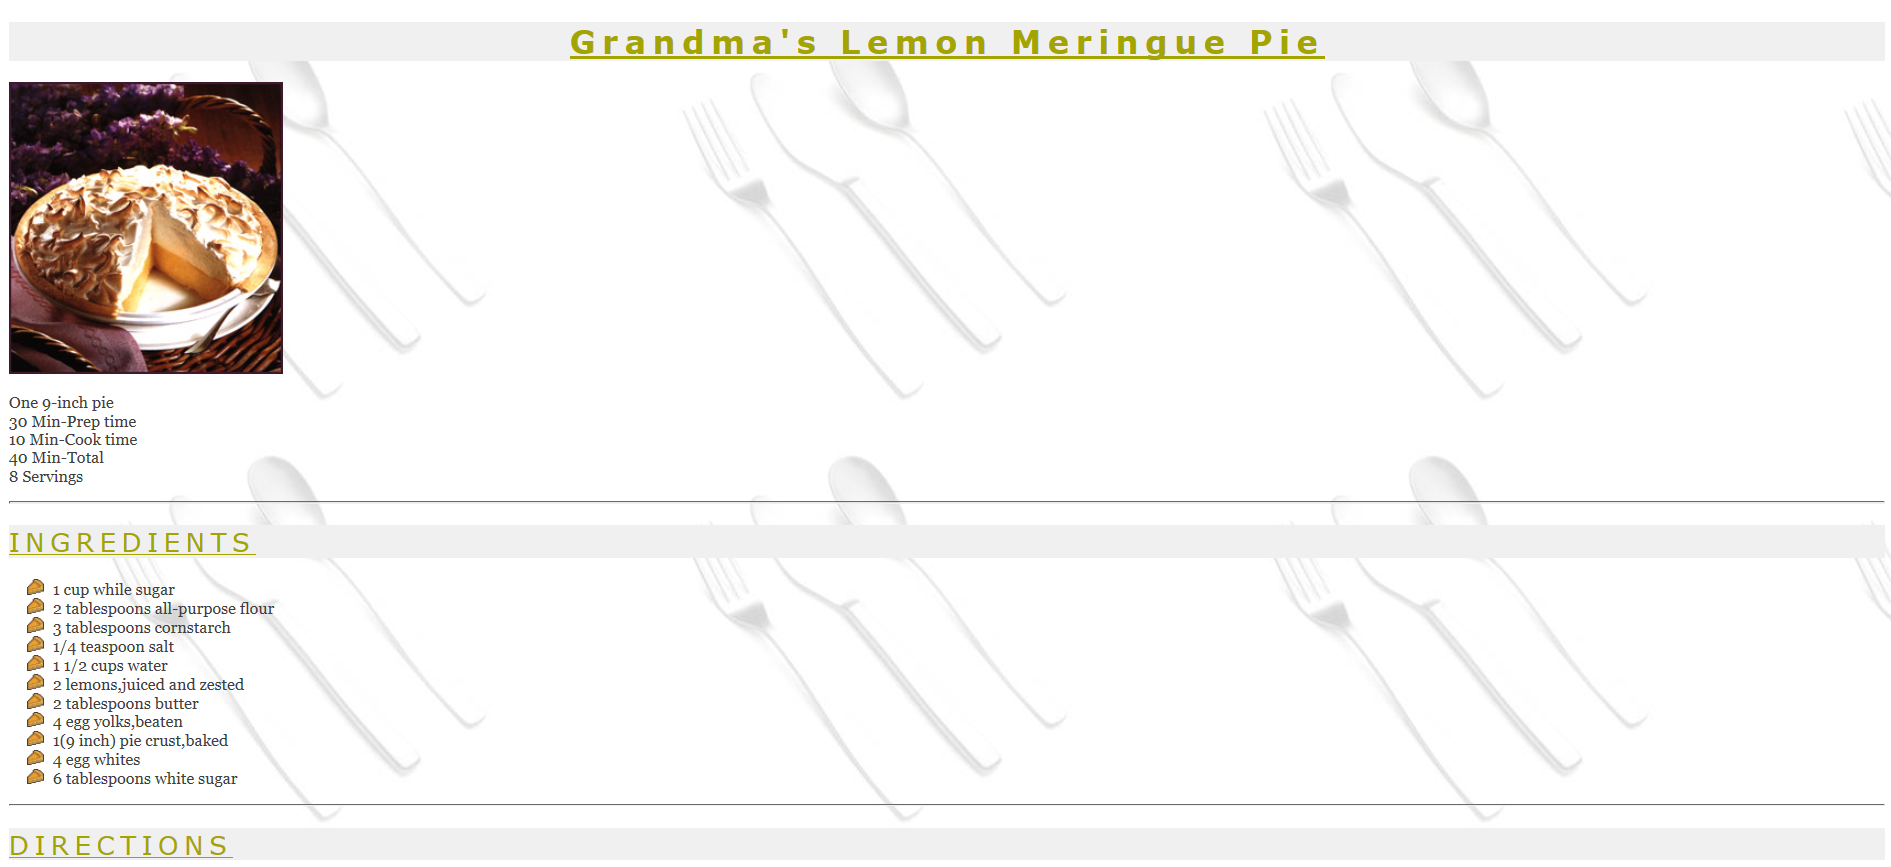 Grandma's Lemon Meringue Pie
One 9-inch pie
30 Min-Prep time
10 Min-Cook time
40 Min-Total
8 Servings
INGREDIENTS
1 cup while sugar
2 tablespoons all-purpose flour
3 tablespoons cornstarch
1/4 teaspoon salt
1 1/2 cups water
2 lemons,juiced and zested
2 tablespoons butter
4 egg yolks,beaten
1(9 inch) pie crust,baked
4 egg whites
6 tablespoons white sugar
DIRECTIONS